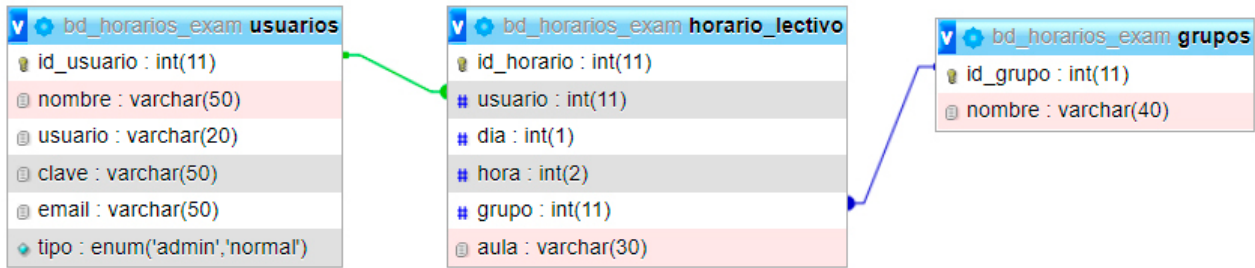 v bd_horarios_exam usuarios
id_usuario : int(11)
nombre : varchar(50)
usuario : varchar(20)
clave : varchar(50)
email : varchar(50)
tipo : enum('admin','normal')
v bd_horarios_exam horario_lectivo
id_horario : int(11)
# usuario : int(11)
# dia : int(1)
# hora : int(2)
# grupo : int(11)
aula : varchar(30)
v bd_horarios_exam grupos
id_grupo : int(11)
nombre : varchar(40)